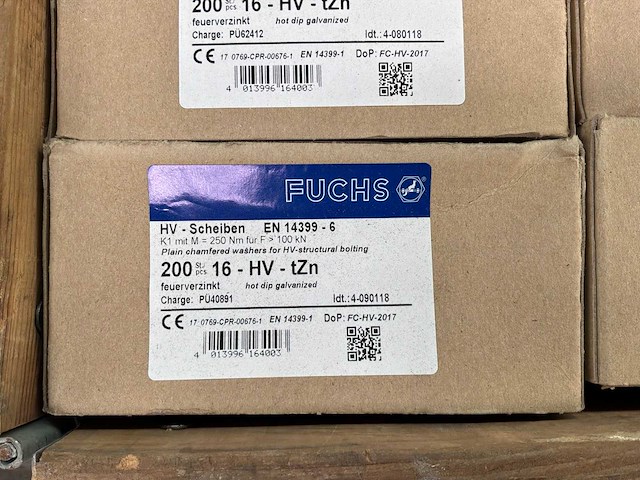 200 St./pcs 16 - HV - tZn
feuerverzinkt hot dip galvanized
Charge: PÜ62412 Idt.: 4-080118
CE 17 0769-CPR-00676-1 EN 14399-1 DoP: FC-HV-2017
4 013996 164003
FUCHS
HV - Scheiben EN 14399 - 6
K1 mit M = 250 Nm für F > 100 kN
Plain chamfered washers for HV-structural bolting
200 St./pcs 16 - HV - tZn
feuerverzinkt hot dip galvanized
Charge: PÜ40891 Idt.: 4-090118
CE 17 0769-CPR-00676-1 EN 14399-1 DoP: FC-HV-2017
4 013996 164003